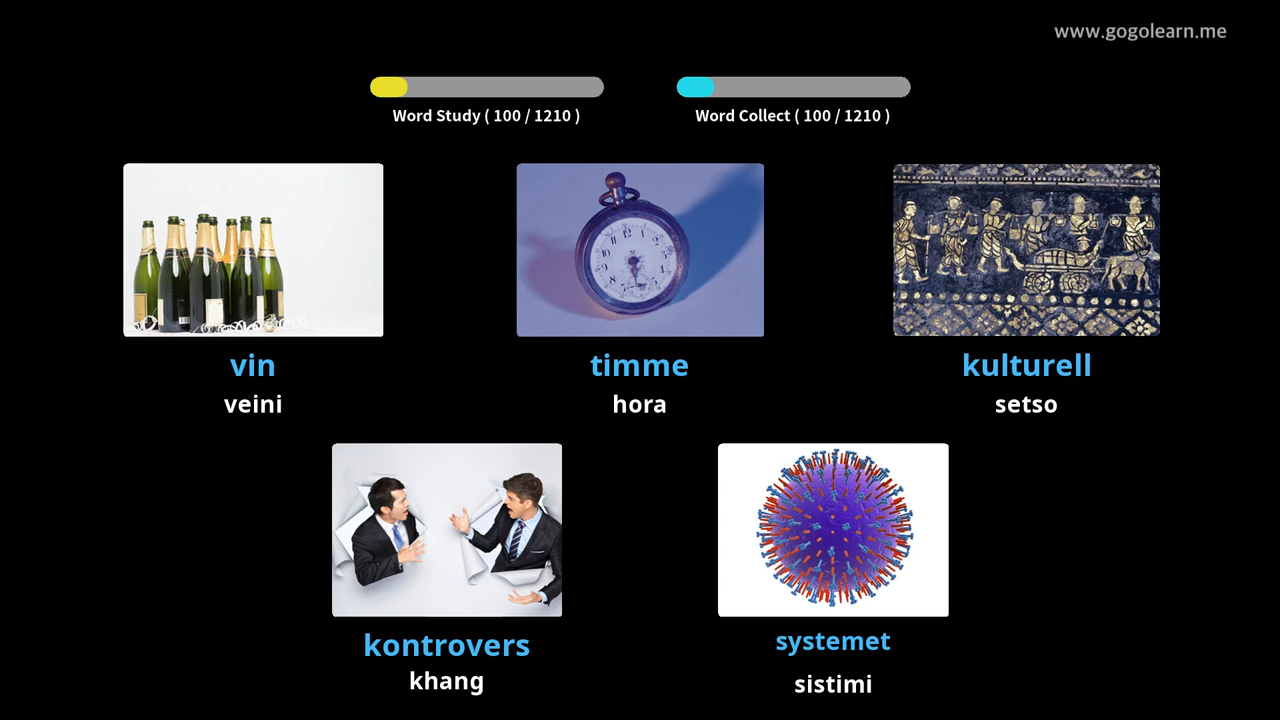 www.gogolearn.me
Word Study ( 100 / 1210 )
Word Collect ( 100 / 1210 )
vin
veini
timme
hora
kulturell
setso
kontrovers
khang
systemet
sistimi